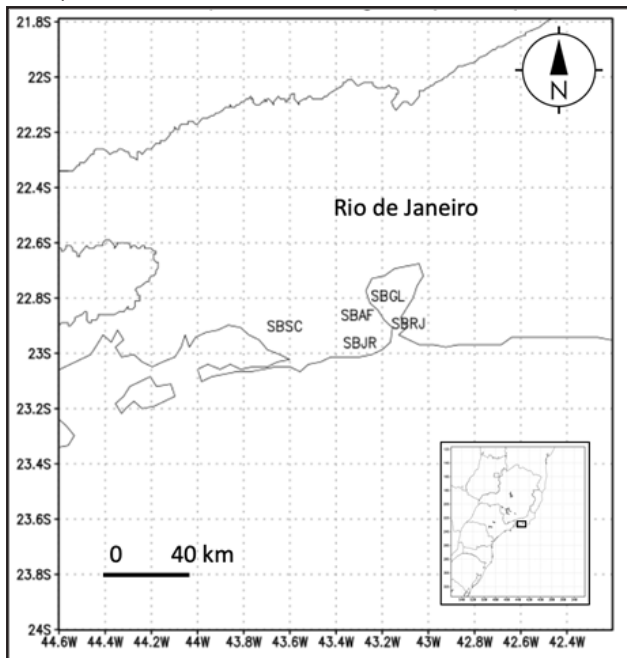 21.8S
N
22S
22.2S
22.4S
Rio de Janeiro
22.6S
22.8S
SBGL
SBAF
SBSC
SBRJ
SBJR
23S
23.2S
23.4S
23.6S
0 40 km
23.8S
24S
44.6W 44.4W 44.2W 44W 43.8W 43.6W 43.4W 43.2W 43W 42.8W 42.6W 42.4W